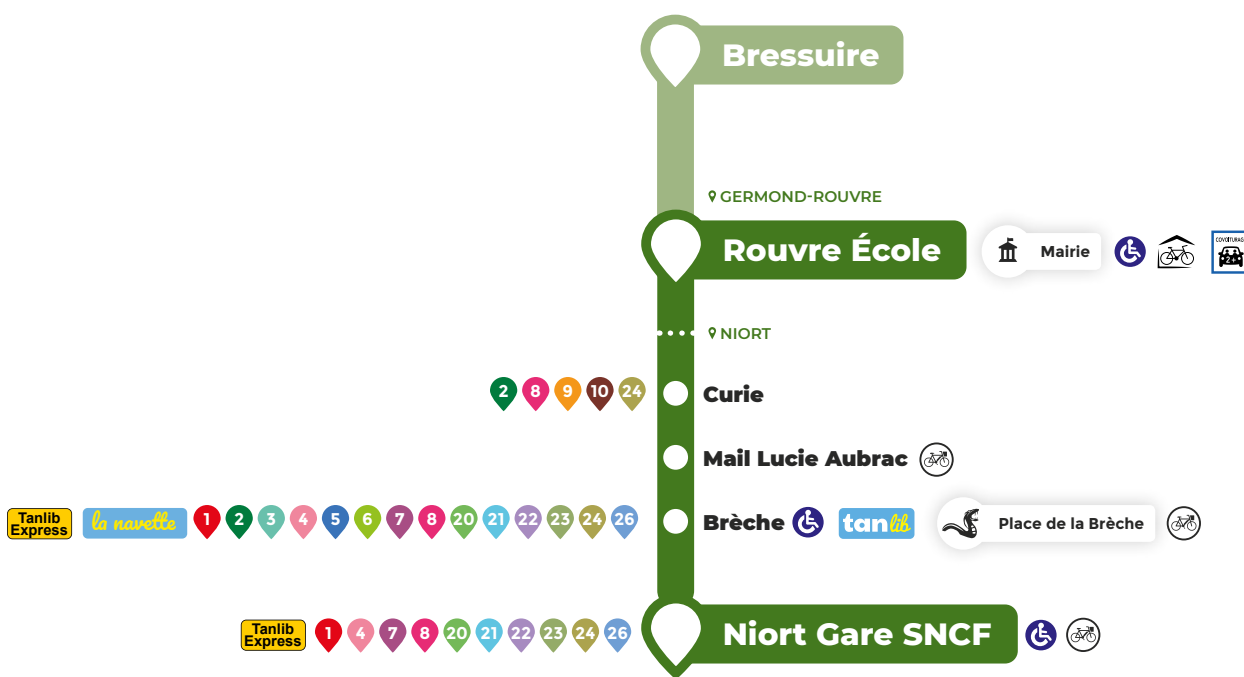 Bressuire
GERMOND-ROUVRE
Rouvre École
Mairie
COVOITURAGE
NIORT
2 8 9 10 24
Curie
Mail Lucie Aubrac
Tanlib Express
la navette
1 2 3 4 5 6 7 8 20 21 22 23 24 26
Brèche
tanlib
Place de la Brèche
Tanlib Express
1 4 7 8 20 21 22 23 24 26
Niort Gare SNCF